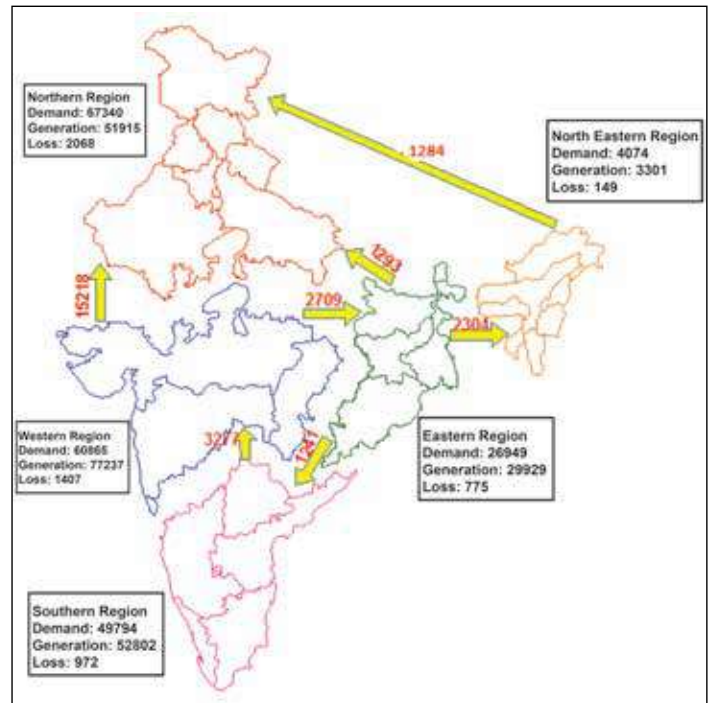 Northern Region
Demand: 67340
Generation: 51915
Loss: 2068
1284
North Eastern Region
Demand: 4074
Generation: 3301
Loss: 149
1293
15218
2709
Western Region
Demand: 60865
Generation: 77237
Loss: 1407
3277
1241
Eastern Region
Demand: 26949
Generation: 29929
Loss: 775
Southern Region
Demand: 49794
Generation: 52802
Loss: 972